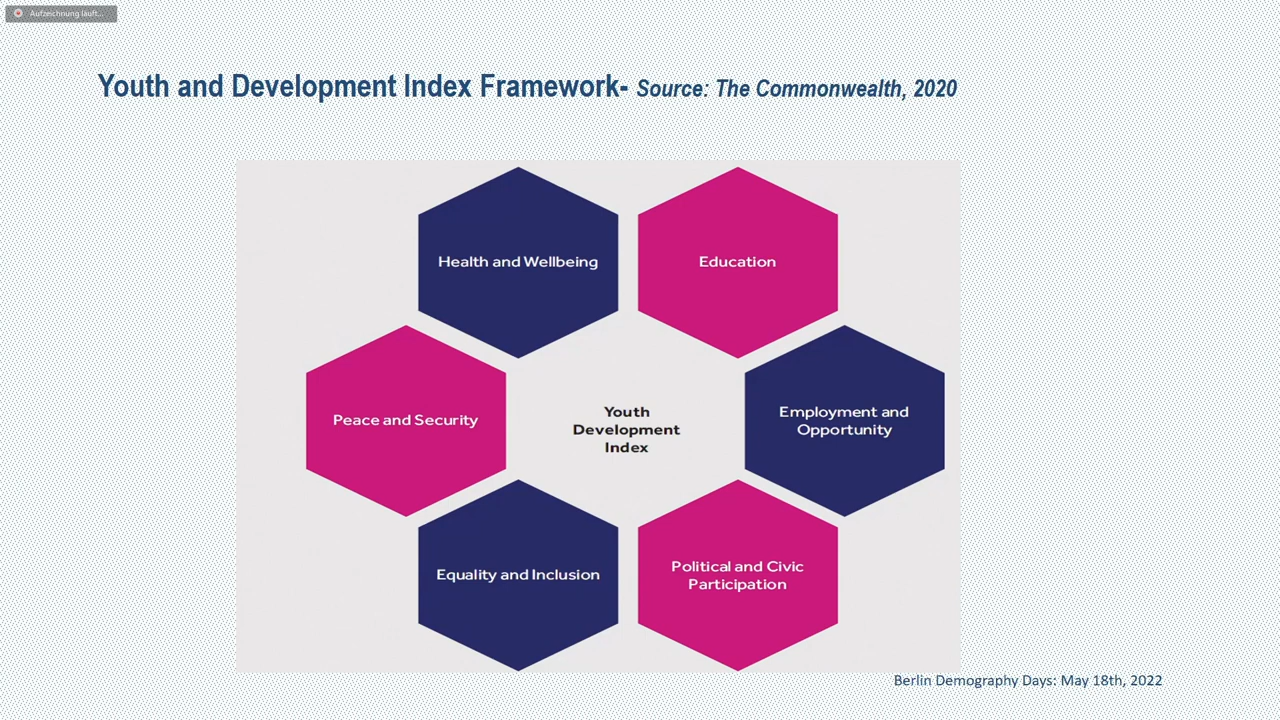 Aufzeichnung läuft...
Youth and Development Index Framework- Source: The Commonwealth, 2020
Health and Wellbeing
Education
Peace and Security
Youth
Development
Index
Employment and
Opportunity
Equality and Inclusion
Political and Civic
Participation
Berlin Demography Days: May 18th, 2022